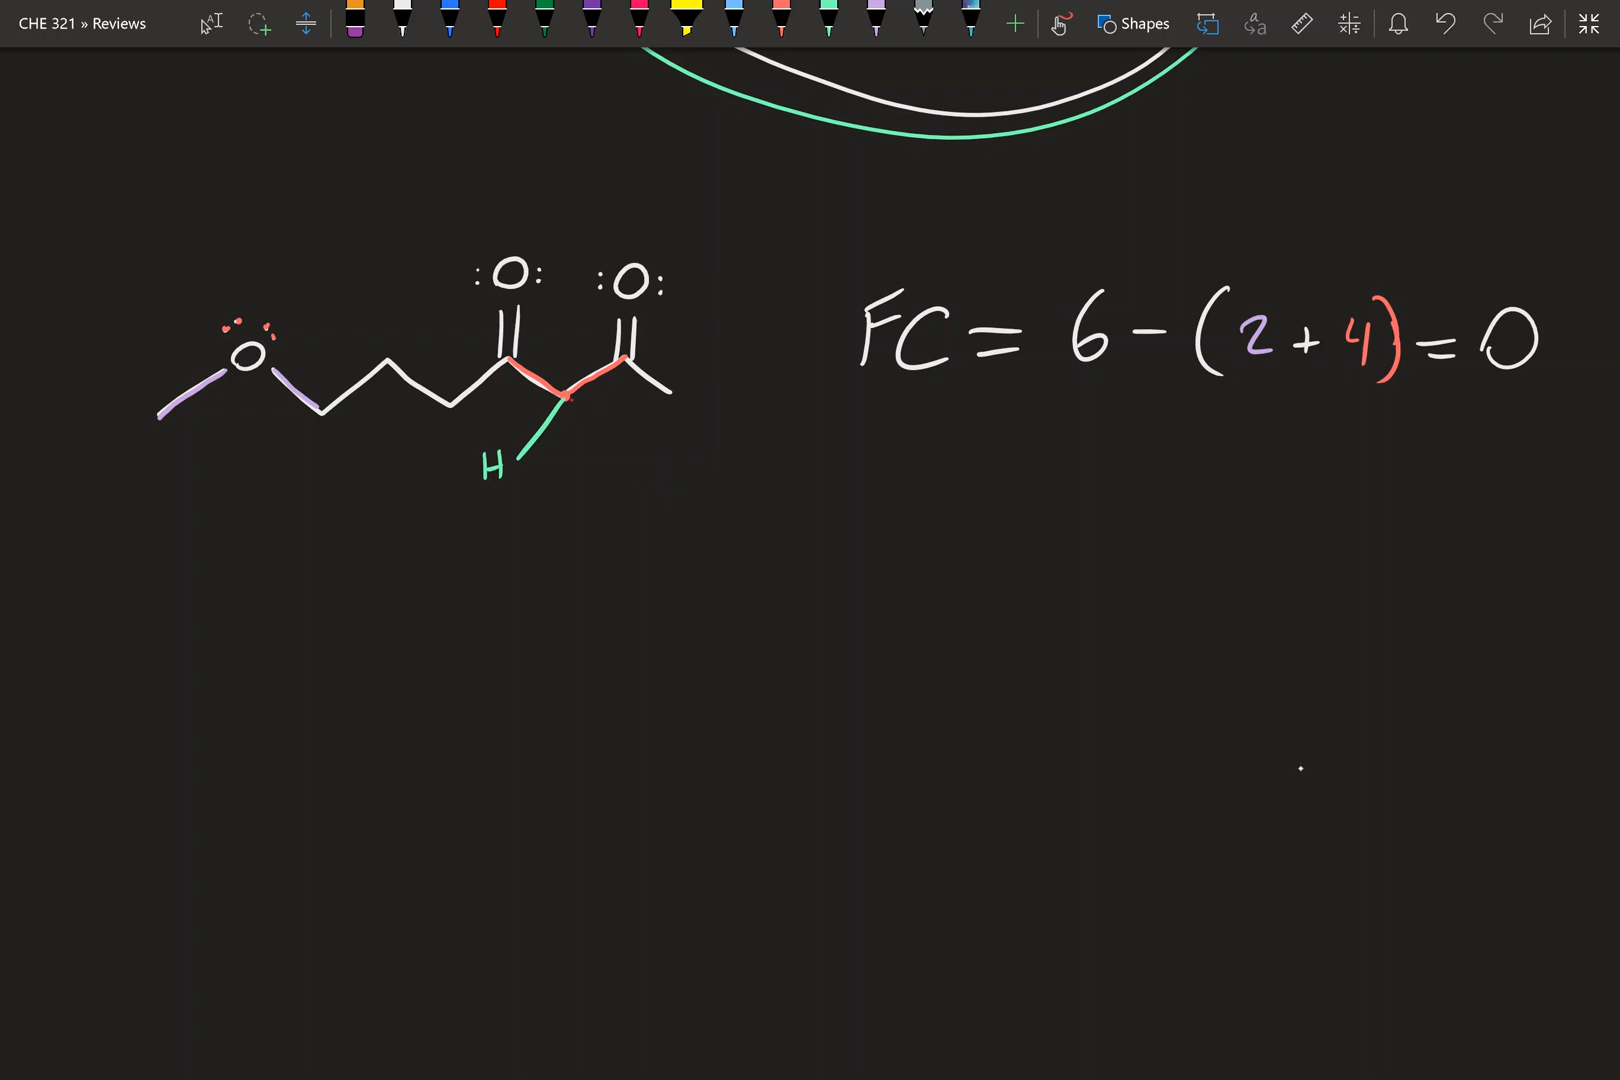 CHE 321 » Reviews
Shapes
:O: :O:
O
H
FC = 6 - (2 + 4) = 0